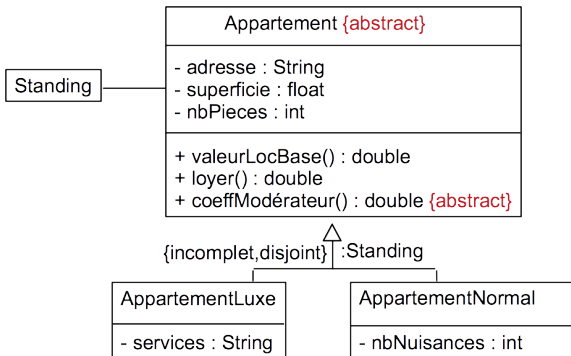 Appartement {abstract}
Standing
- adresse : String
- superficie : float
- nbPieces : int
+ valeurLocBase() : double
+ loyer() : double
+ coeffModérateur() : double {abstract}
{incomplet,disjoint} :Standing
AppartementLuxe
- services : String
AppartementNormal
- nbNuisances : int